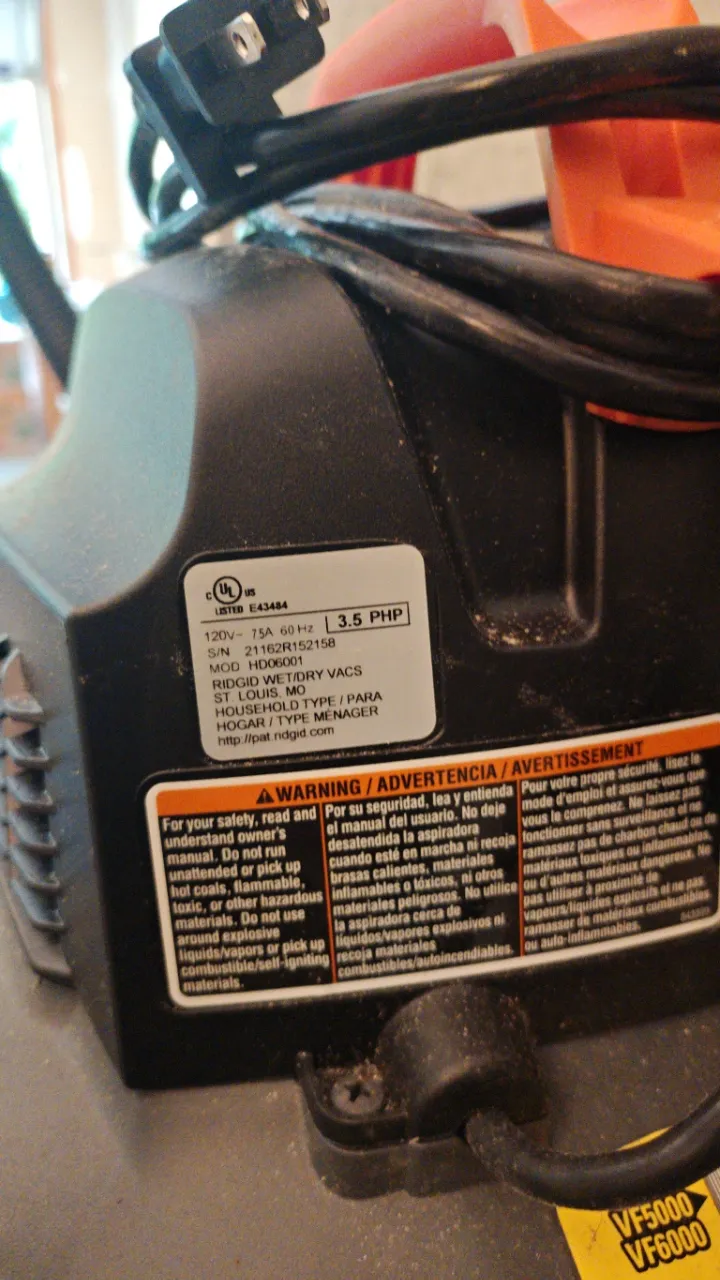 C UL US
LISTED E43484
120V~ 7.5A 60 Hz 3.5 PHP
S/N 21162R152158
MOD HD06001
RIDGID WET/DRY VACS
ST. LOUIS, MO
HOUSEHOLD TYPE / PARA
HOGAR / TYPE MÉNAGER
http://pat.ridgid.com
WARNING / ADVERTENCIA / AVERTISSEMENT
For your safety, read and
understand owner's
manual. Do not run
unattended or pick up
hot coals, flammable,
toxic, or other hazardous
materials. Do not use
around explosive
liquids/vapors or pick up
combustible/self-igniting
materials.
Por su seguridad, lea y entienda
el manual del usuario. No deje
desatendida la aspiradora
cuando esté en marcha ni recoja
brasas calientes, materiales
inflamables o tóxicos, ni otros
materiales peligrosos. No utilice
la aspiradora cerca de
líquidos/vapores explosivos ni
recoja materiales
combustibles/autoincendiables.
Pour votre propre sécurité, lisez le
mode d'emploi et assurez-vous que
vous le comprenez. Ne laissez pas
fonctionner sans surveillance et ne
ramassez pas de charbon chaud ou de
matériaux toxiques ou inflammables,
ou d'autres matériaux dangereux. Ne
pas utiliser à proximité de
vapeurs/liquides explosifs et ne pas
ramasser de matériaux combustibles
ou auto-inflammables.
VF5000
VF6000